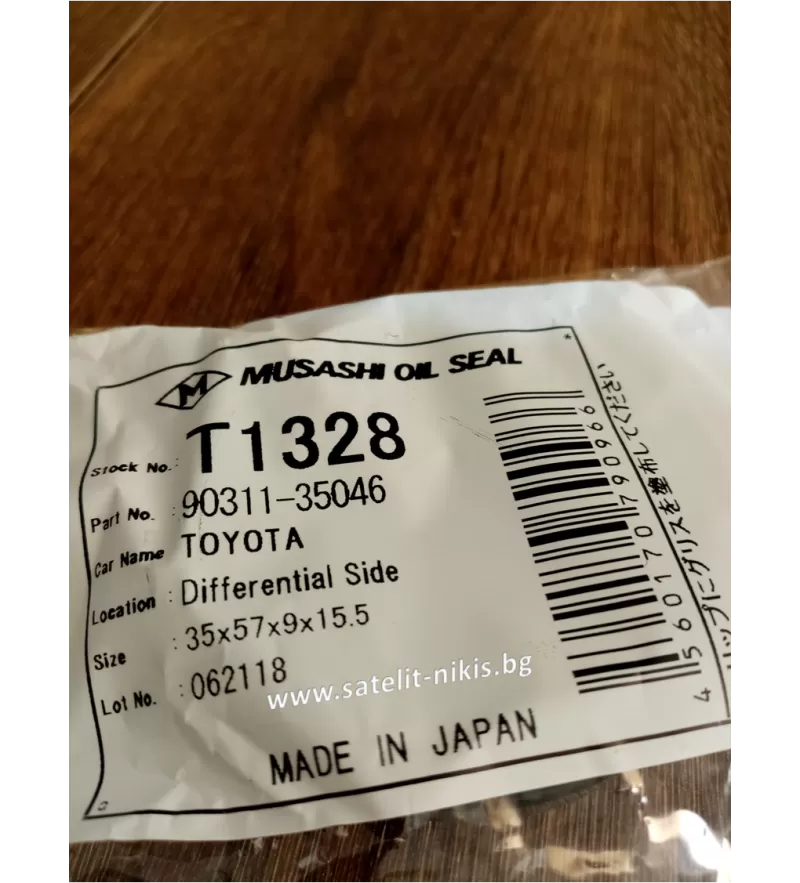 M MUSASHI OIL SEAL
Stock No. : T1328
Part No. : 90311-35046
Car Name TOYOTA
Location : Differential Side
Size : 35x57x9x15.5
Lot No. : 062118
MADE IN JAPAN
4 560170 790966
リップにグリスを塗布してください
www.satelit-nikis.bg